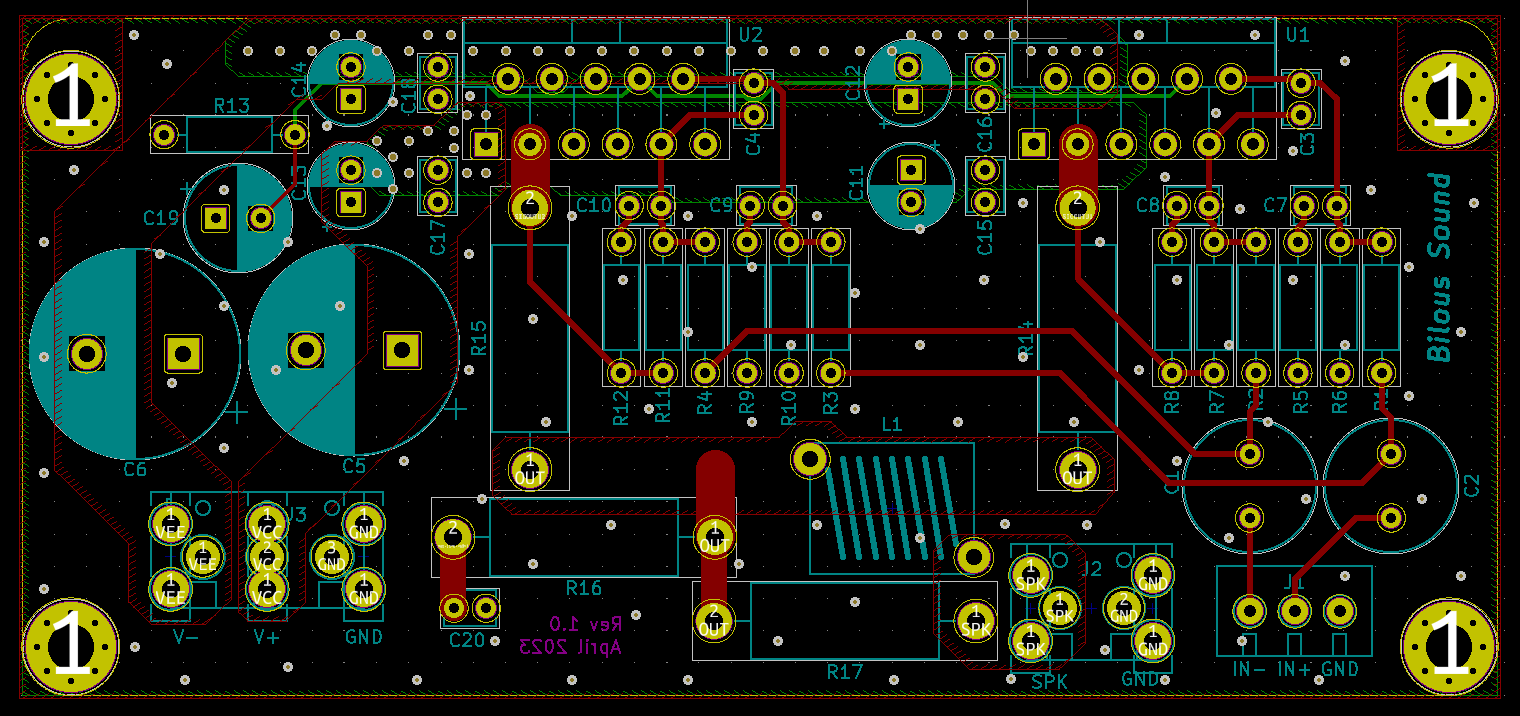 U2
U1
1
1
C14
C18
C12
C16
R13
C4
C3
C13
C17
C11
C15
C19
2
2
C10
C9
C8
C7
Bilous Sound
R15
R14
R12
R11
R4
R9
R10
R3
R8
R7
R2
R5
R6
R1
C6
C5
L1
1
OUT
1
OUT
C1
C2
J3
1
VEE
1
VCC
1
GND
1
VEE
2
VCC
3
GND
1
VEE
1
VCC
1
GND
V-
V+
GND
2
1
OUT
R16
C20
Rev 1.0
April 2023
2
OUT
1
SPK
R17
J2
1
SPK
1
GND
1
SPK
2
GND
1
SPK
1
GND
SPK
GND
J1
IN- IN+ GND
1
1